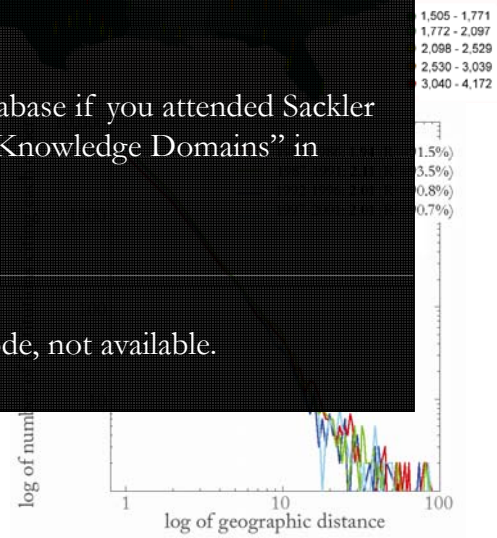 1,505 - 1,771
1,772 - 2,097
2,098 - 2,529
2,530 - 3,039
3,040 - 4,172
abase if you attended Sackler
Knowledge Domains” in
1.5%)
3.5%)
0.8%)
0.7%)
de, not available.
log of num
1 10 100
log of geographic distance